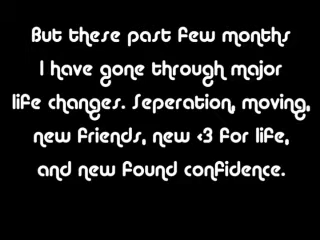 But these past few months
I have gone through major
life changes. Seperation, moving,
new friends, new <3 for life,
and new found confidence.